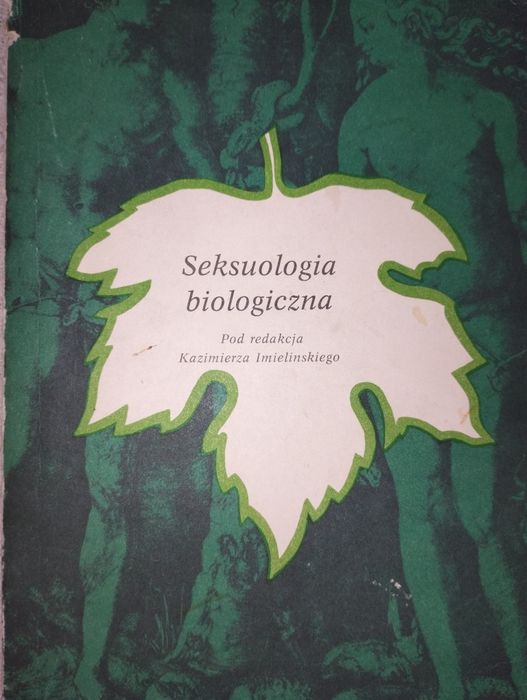 Seksuologia
biologiczna
Pod redakcja
Kazimierza Imielinskiego